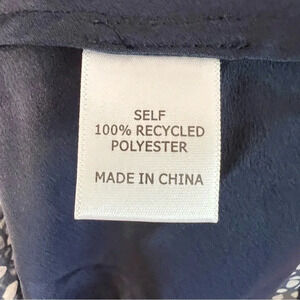 SELF
100% RECYCLED
POLYESTER
MADE IN CHINA